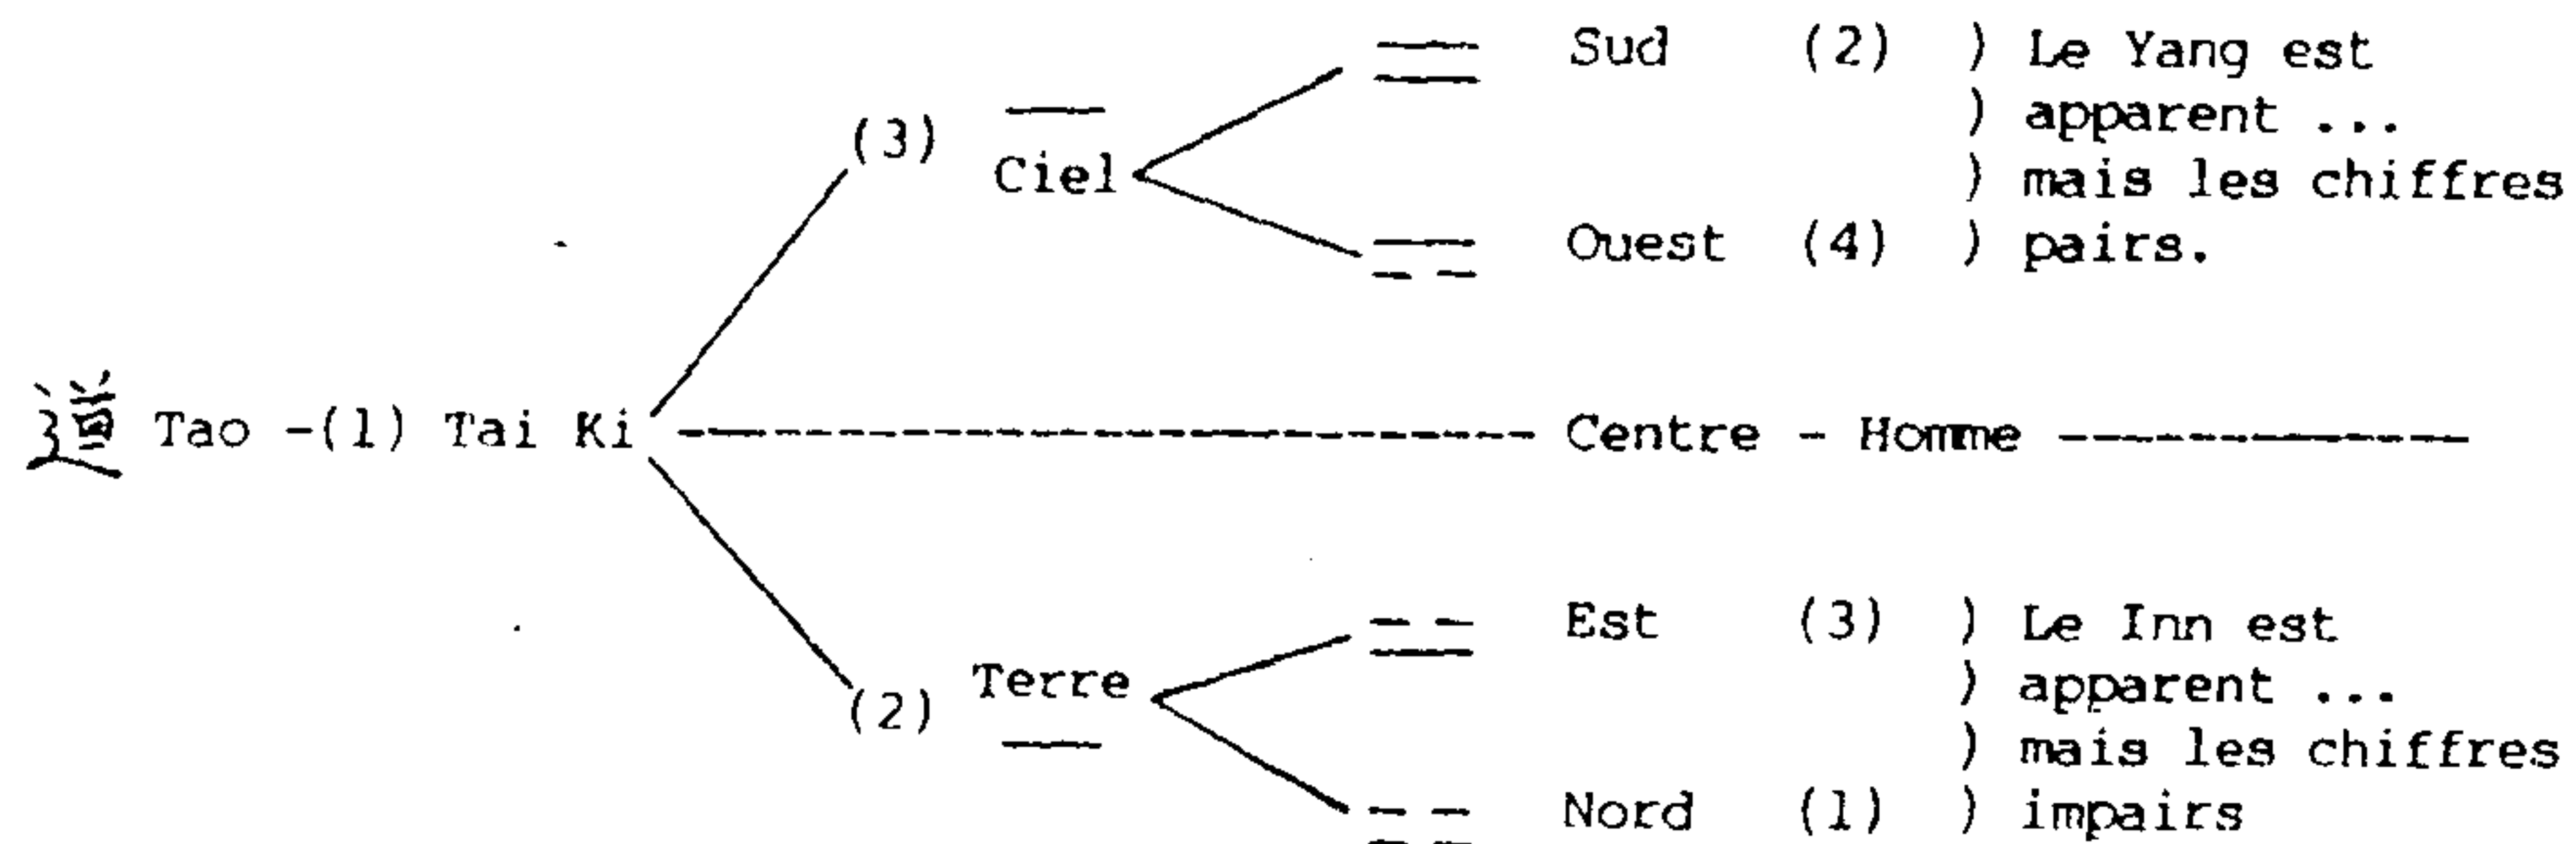 Sud (2) ) Le Yang est
(3) ) apparent ...
Ciel ) mais les chiffres
Ouest (4) ) pairs.
道 Tao -(1) Tai Ki Centre - Homme
Est (3) ) Le Inn est
(2) Terre ) apparent ...
) mais les chiffres
Nord (1) ) impairs